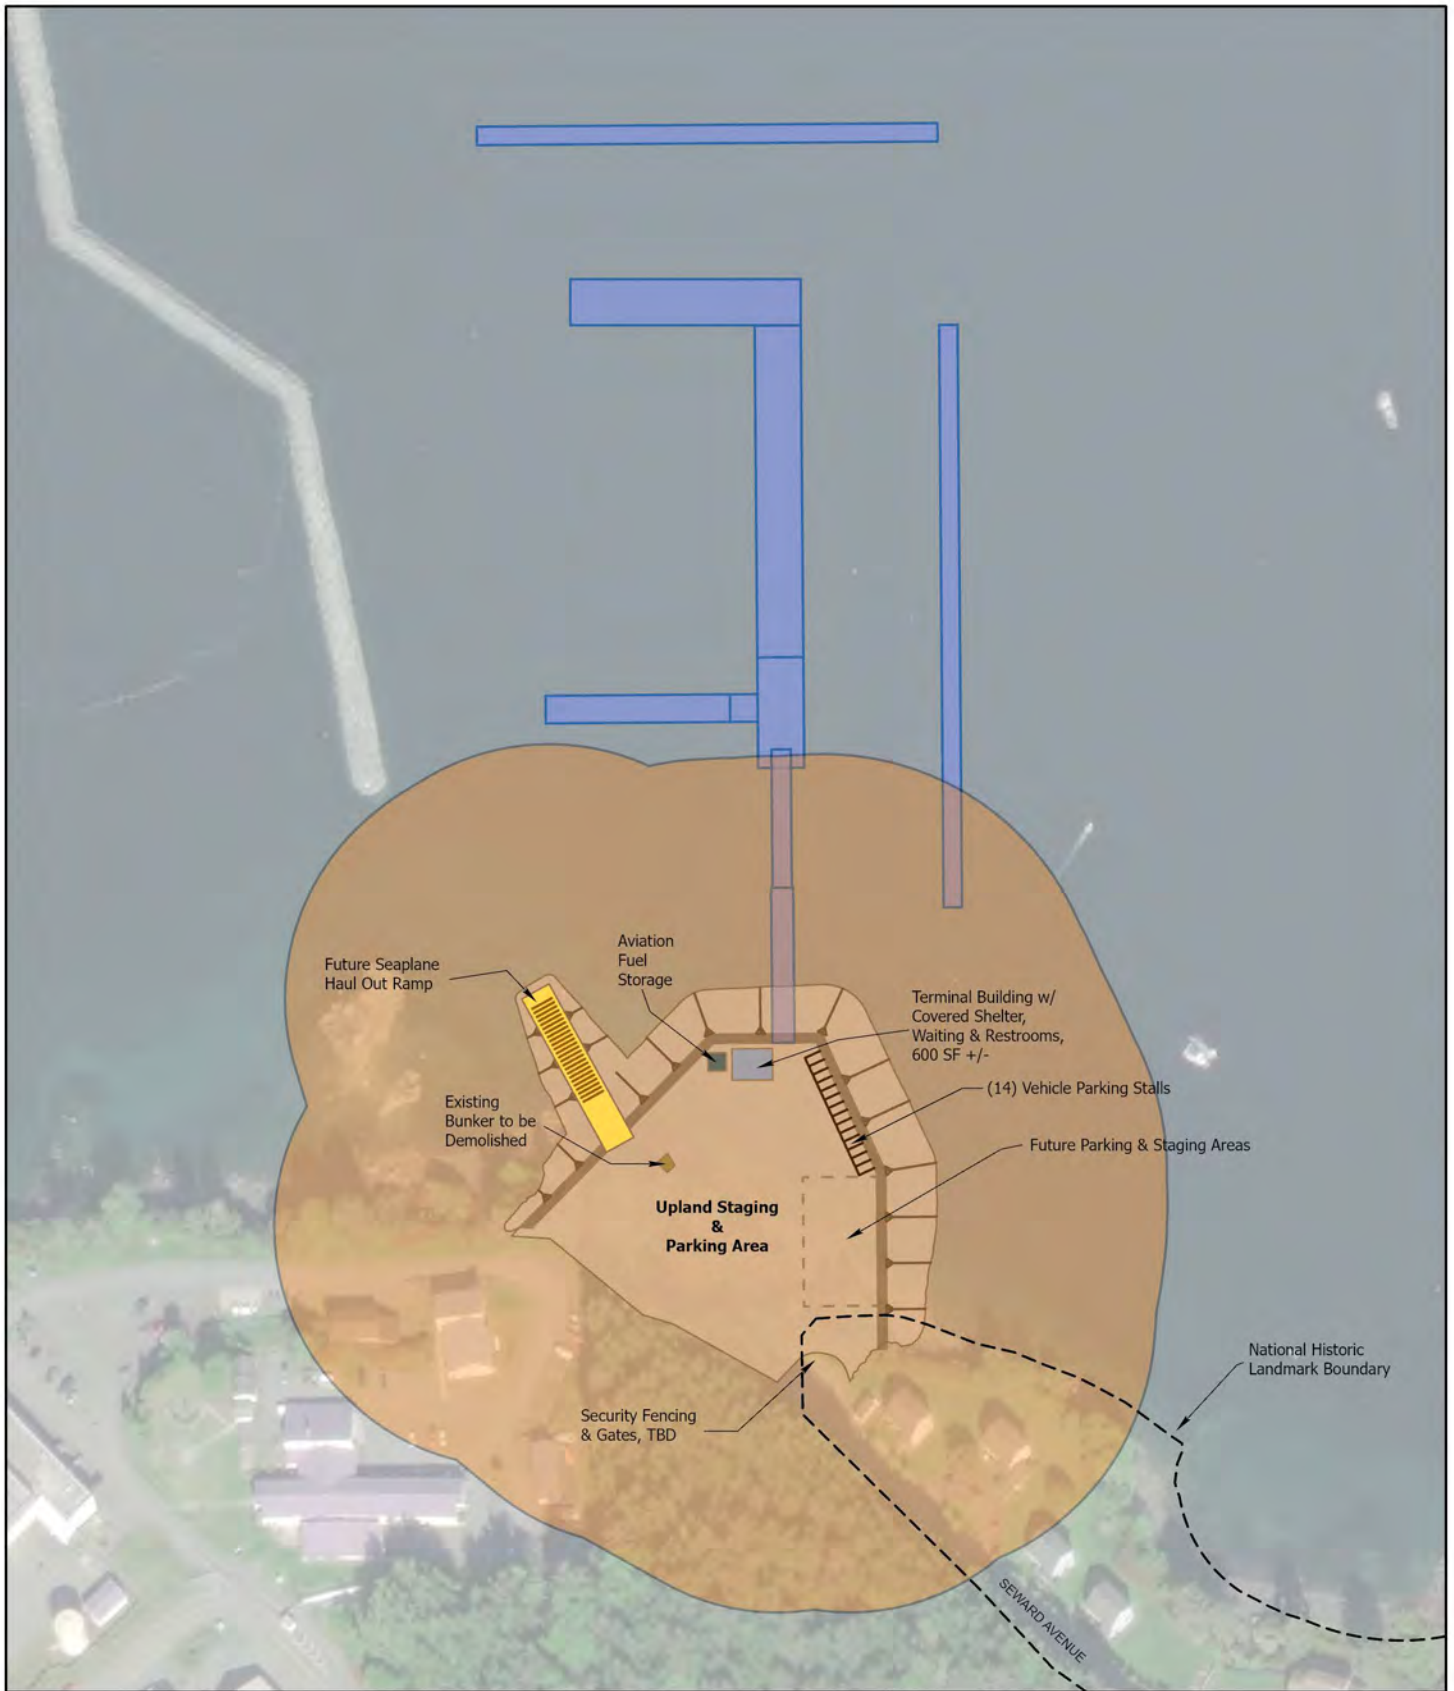 Aviation
Fuel
Storage
Future Seaplane
Haul Out Ramp
Terminal Building w/
Covered Shelter,
Waiting & Restrooms,
600 SF +/-
(14) Vehicle Parking Stalls
Existing
Bunker to be
Demolished
Future Parking & Staging Areas
Upland Staging
&
Parking Area
National Historic
Landmark Boundary
Security Fencing
& Gates, TBD
SEWARD AVENUE